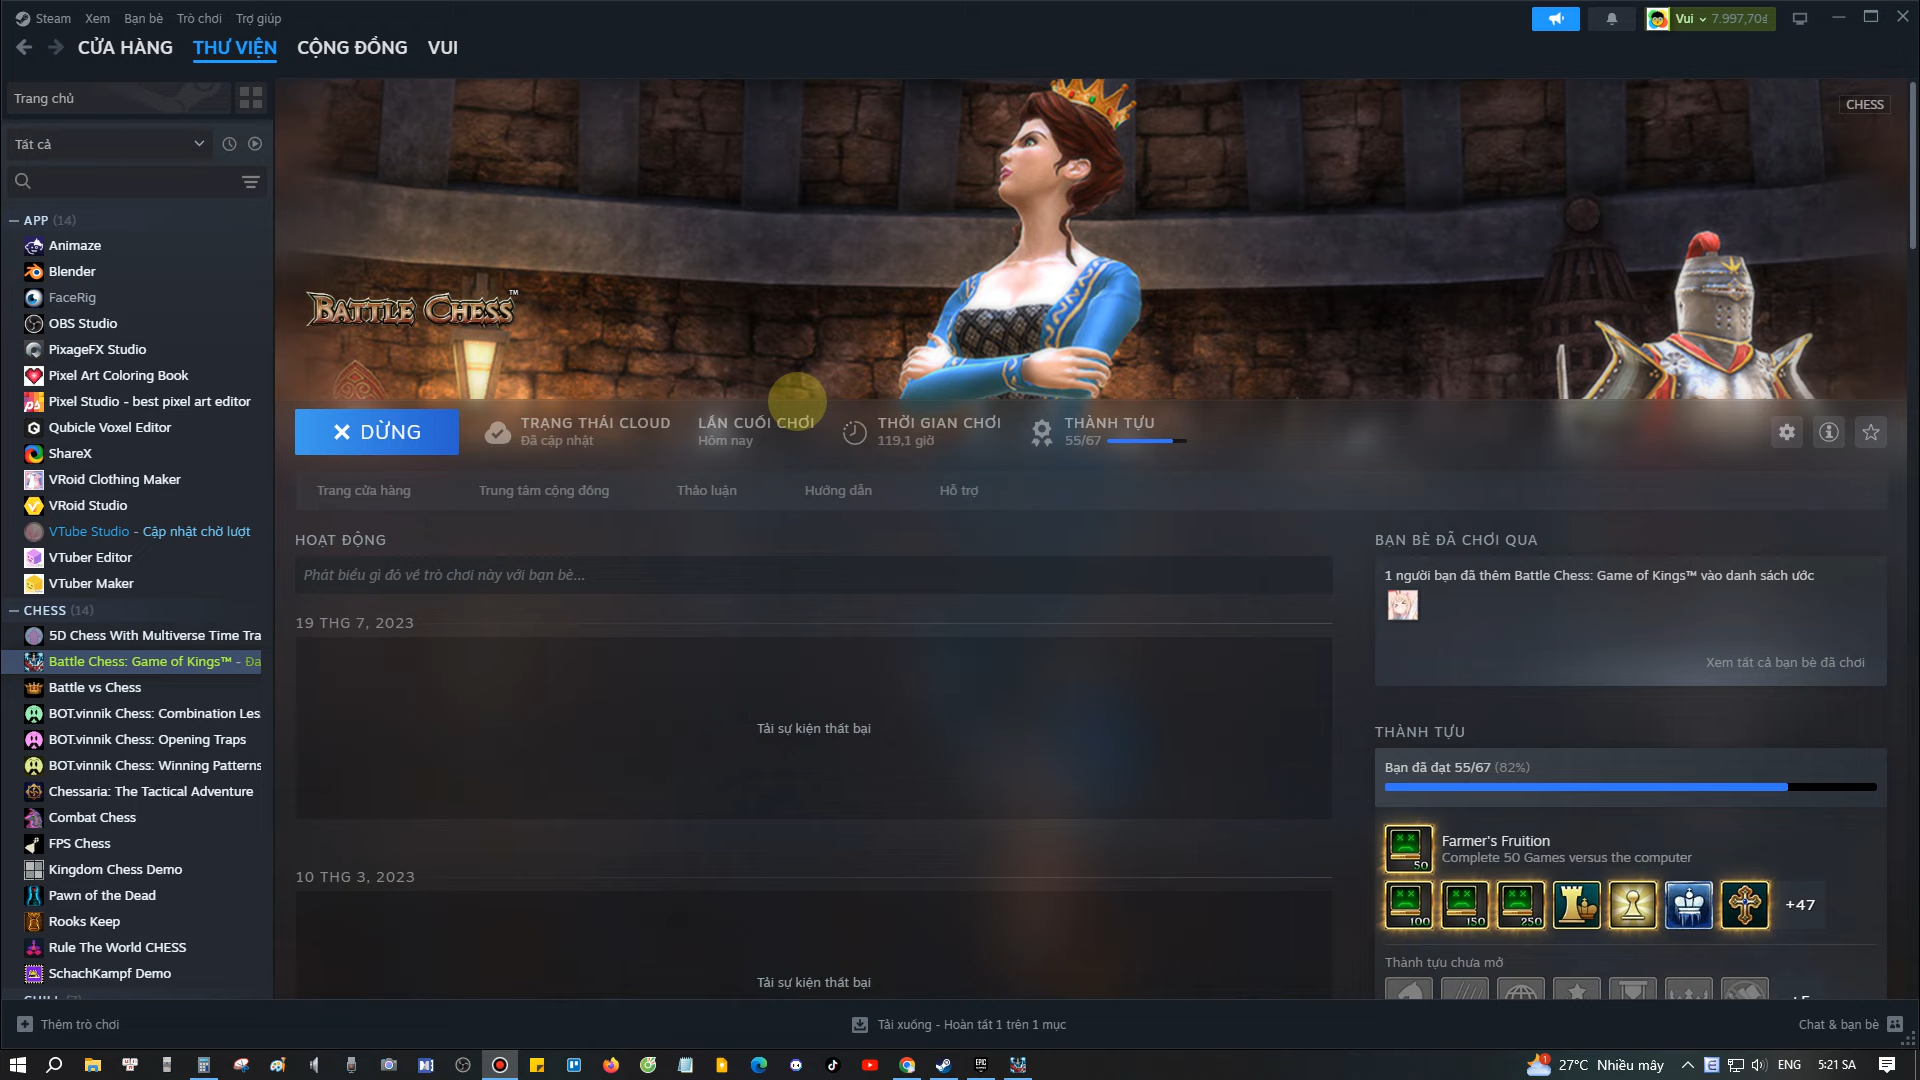 Steam Xem Bạn bè Trò chơi Trợ giúp
Vui 7.997,70₫
CỬA HÀNG THƯ VIỆN CỘNG ĐỒNG VUI
Trang chủ
CHESS
Tất cả
APP (14)
Animaze
Blender
FaceRig
OBS Studio
PixageFX Studio
Pixel Art Coloring Book
Pixel Studio - best pixel art editor
Qubicle Voxel Editor
ShareX
VRoid Clothing Maker
VRoid Studio
VTube Studio - Cập nhật chờ lượt
VTuber Editor
VTuber Maker
CHESS (14)
5D Chess With Multiverse Time Tra
Battle Chess: Game of Kings™ - Đa
Battle vs Chess
BOT.vinnik Chess: Combination Les
BOT.vinnik Chess: Opening Traps
BOT.vinnik Chess: Winning Patterns
Chessaria: The Tactical Adventure
Combat Chess
FPS Chess
Kingdom Chess Demo
Pawn of the Dead
Rooks Keep
Rule The World CHESS
SchachKampf Demo
BATTLE CHESS™
DỪNG
TRẠNG THÁI CLOUD
Đã cập nhật
LẦN CUỐI CHƠI
Hôm nay
THỜI GIAN CHƠI
119,1 giờ
THÀNH TỰU
55/67
Trang cửa hàng Trung tâm cộng đồng Thảo luận Hướng dẫn Hỗ trợ
HOẠT ĐỘNG
Phát biểu gì đó về trò chơi này với bạn bè...
19 THG 7, 2023
Tải sự kiện thất bại
10 THG 3, 2023
Tải sự kiện thất bại
BẠN BÈ ĐÃ CHƠI QUA
1 người bạn đã thêm Battle Chess: Game of Kings™ vào danh sách ước
Xem tất cả bạn bè đã chơi
THÀNH TỰU
Bạn đã đạt 55/67 (82%)
50
Farmer's Fruition
Complete 50 Games versus the computer
100 150 250 +47
Thành tựu chưa mở
Thêm trò chơi
Tải xuống - Hoàn tất 1 trên 1 mục
Chat & bạn bè
EPIC
1
27°C Nhiều mây
ENG
5:21 SA